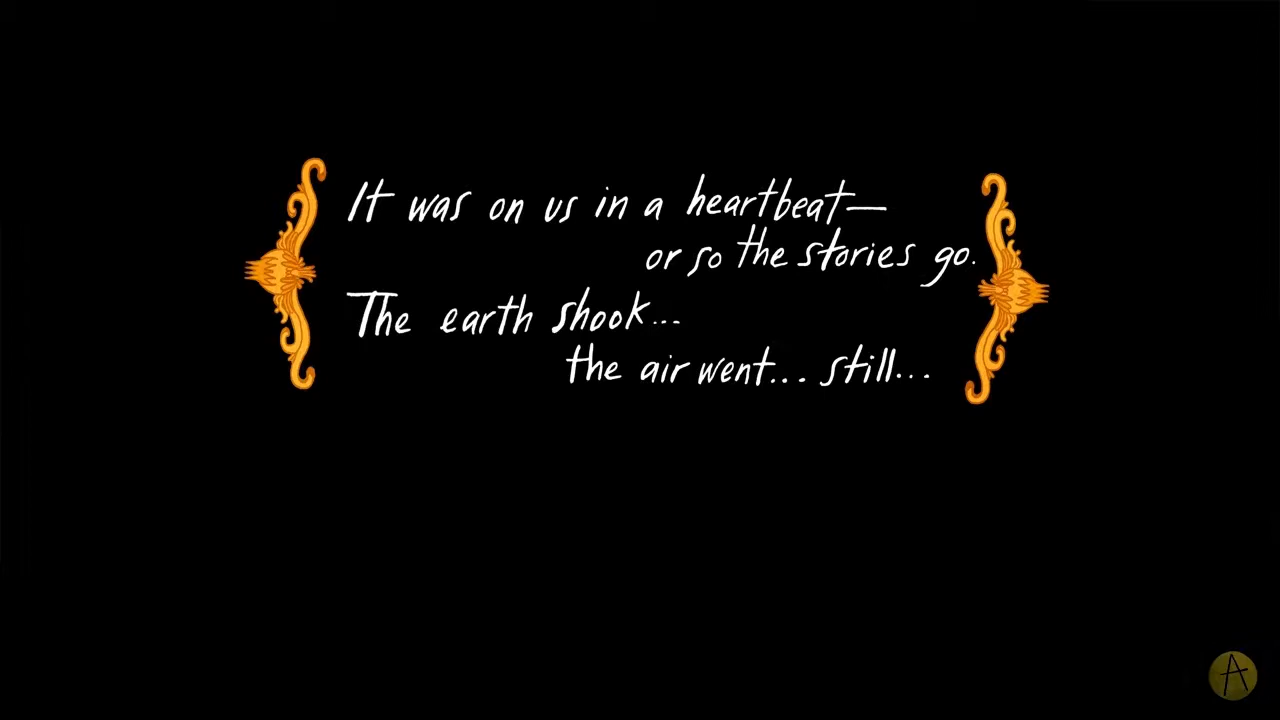 It was on us in a heartbeat—
or so the stories go.
The earth shook...
the air went... still...
A